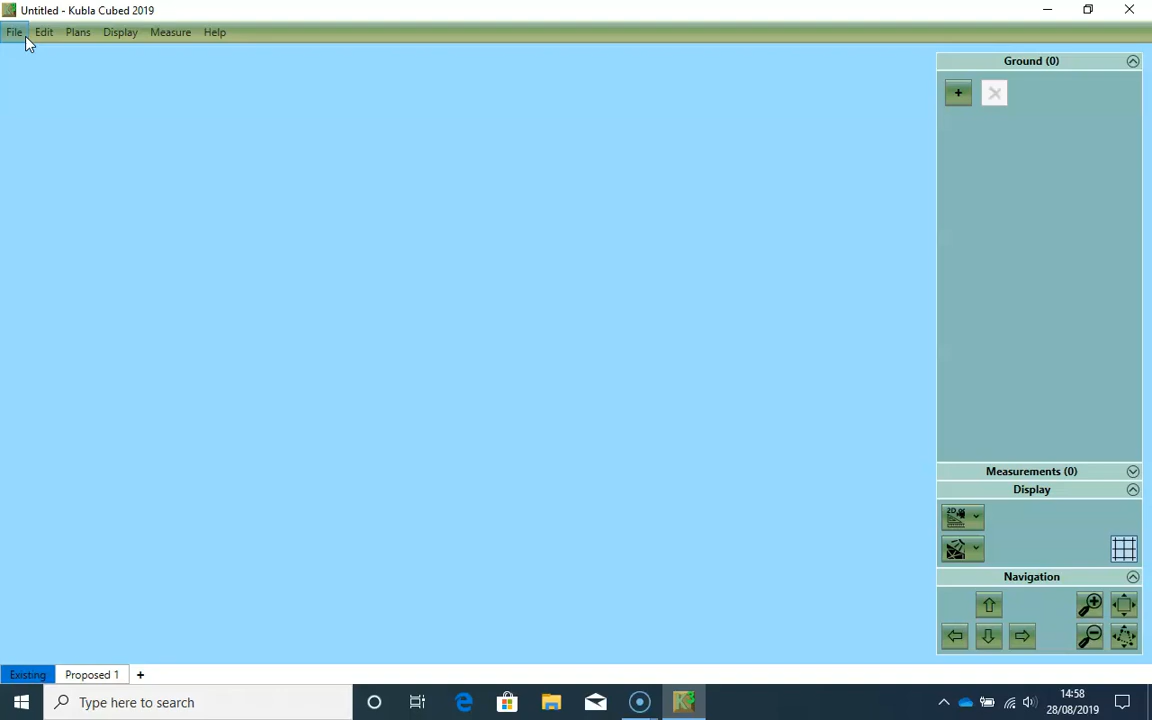 Untitled - Kubla Cubed 2019
File Edit Plans Display Measure Help
Ground (0)
+
Measurements (0)
Display
2D
Navigation
Existing Proposed 1 +
Type here to search
14:58
28/08/2019